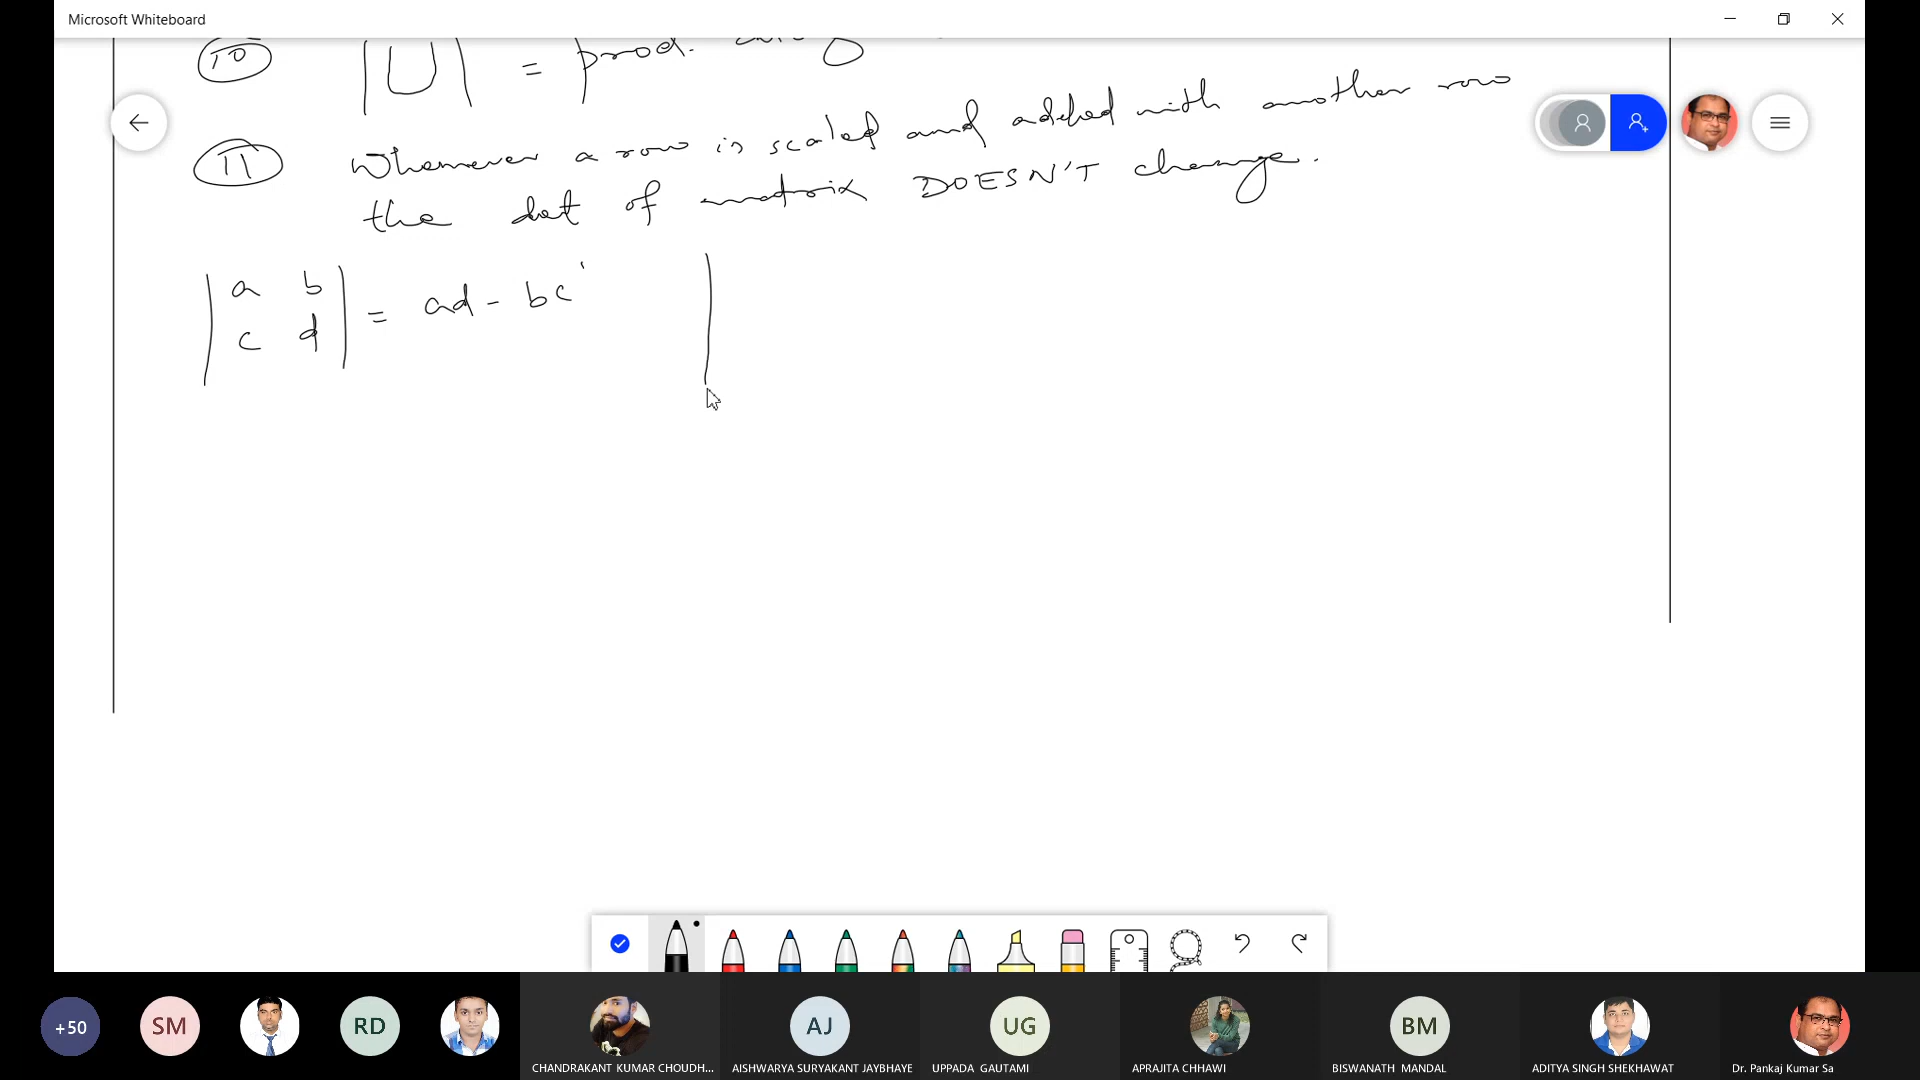 Microsoft Whiteboard
10 |U| = prod.
11 Whenever a row is scaled and added with another row
the det of matrix DOESN'T change.
| a b | = ad - bc
| c d |
+50
SM
RD
CHANDRAKANT KUMAR CHOUDH...
AJ
AISHWARYA SURYAKANT JAYBHAYE
UG
UPPADA GAUTAMI
APRAJITA CHHAWI
BM
BISWANATH MANDAL
ADITYA SINGH SHEKHAWAT
Dr. Pankaj Kumar Sa